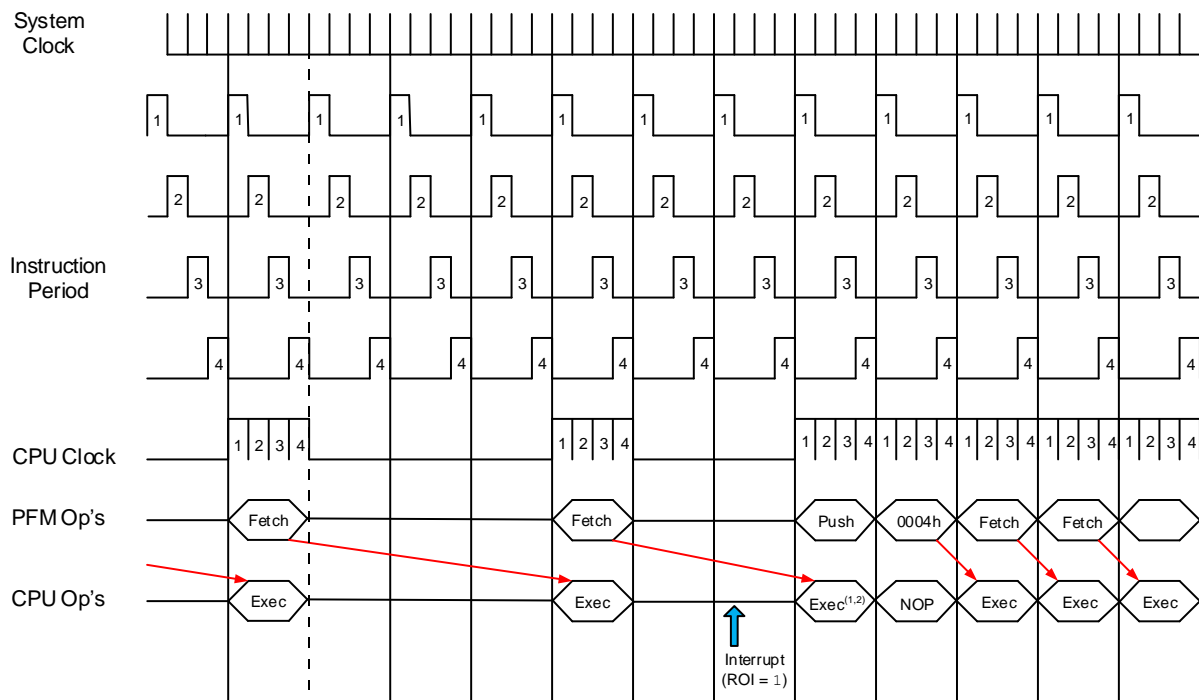 System
Clock
1 1 1 1 1 1 1 1 1 1 1 1 1
2 2 2 2 2 2 2 2 2 2 2 2 2
Instruction
Period
3 3 3 3 3 3 3 3 3 3 3 3 3
4 4 4 4 4 4 4 4 4 4 4 4 4
CPU Clock
1 2 3 4 1 2 3 4 1 2 3 4 1 2 3 4 1 2 3 4 1 2 3 4 1 2 3 4
PFM Op's
Fetch Fetch Push 0004h Fetch Fetch
CPU Op's
Exec Exec Exec(1,2) NOP Exec Exec Exec
Interrupt
(ROI = 1)